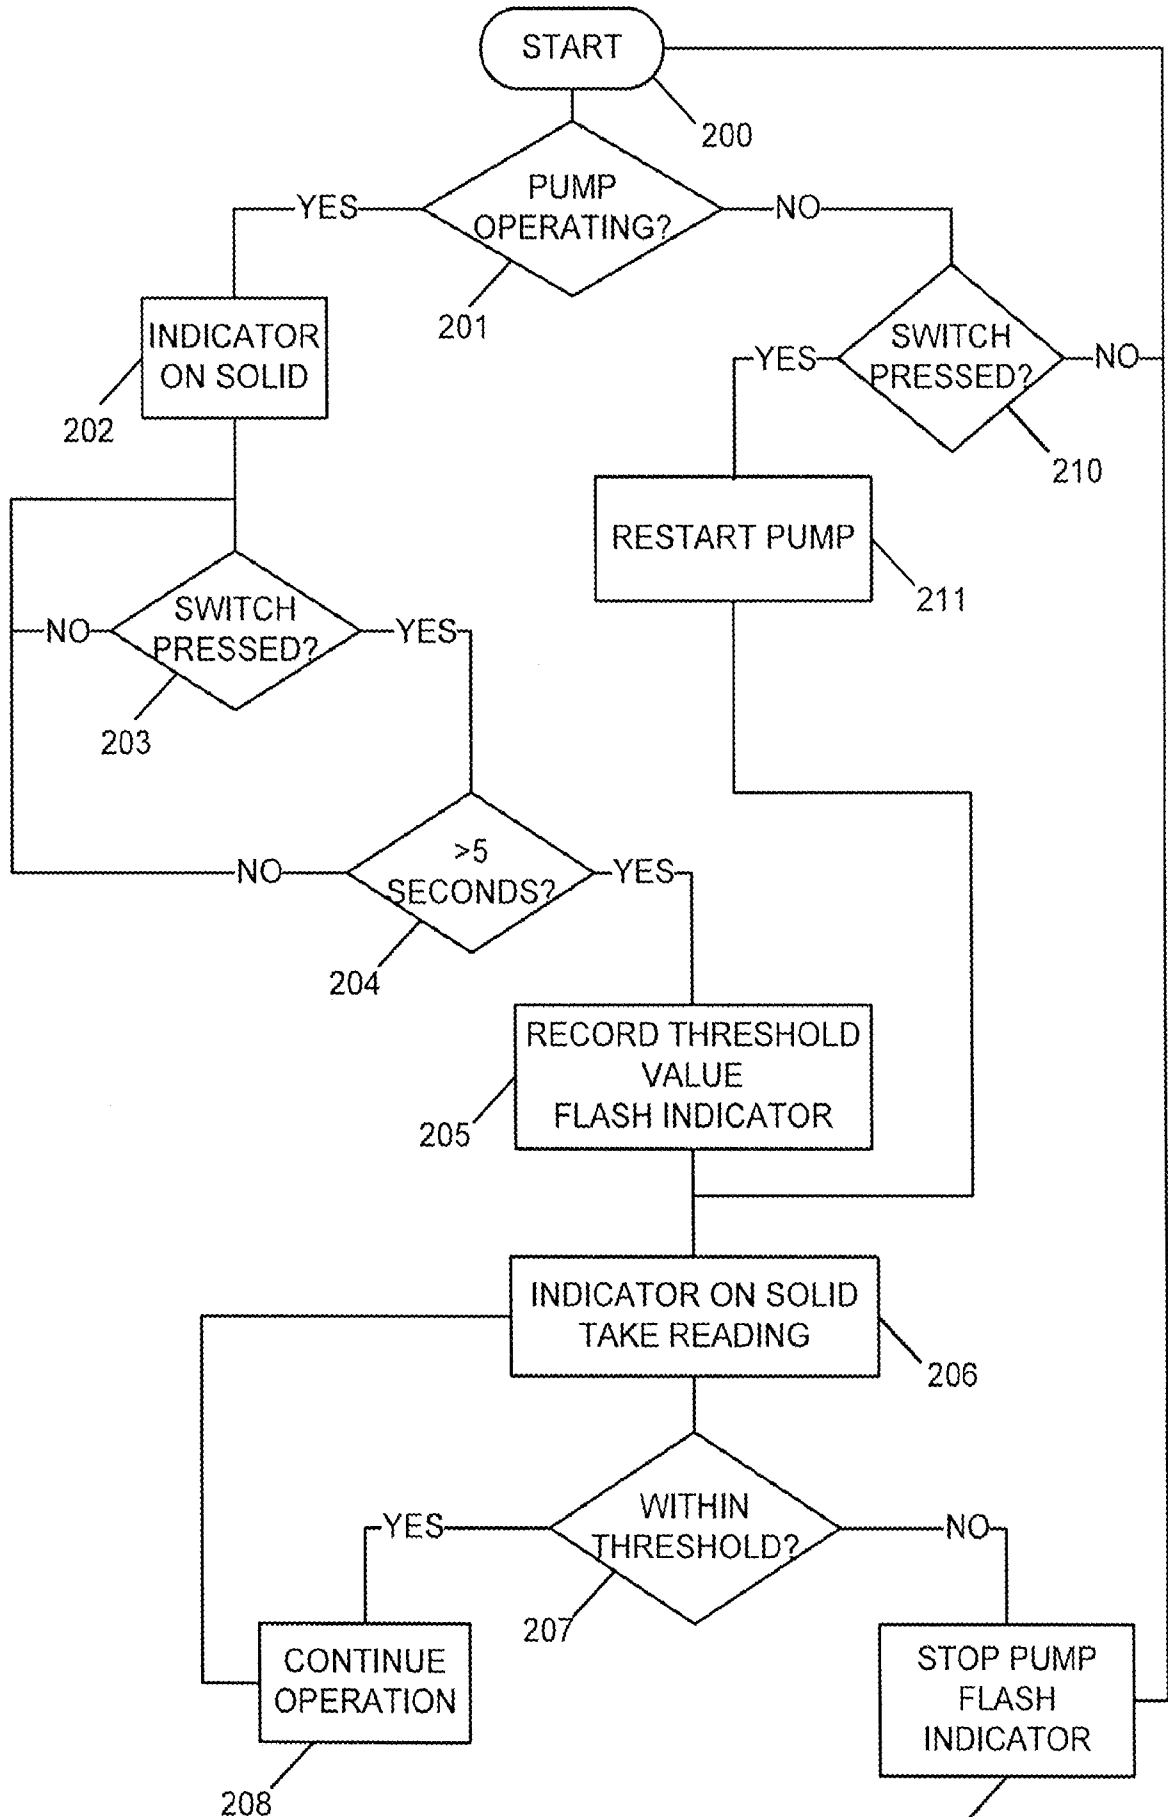 START
200
PUMP
OPERATING?
YES
NO
201
INDICATOR
ON SOLID
202
SWITCH
PRESSED?
YES
NO
210
RESTART PUMP
211
SWITCH
PRESSED?
NO
YES
203
>5
SECONDS?
NO
YES
204
RECORD THRESHOLD
VALUE
FLASH INDICATOR
205
INDICATOR ON SOLID
TAKE READING
206
WITHIN
THRESHOLD?
YES
NO
207
CONTINUE
OPERATION
208
STOP PUMP
FLASH
INDICATOR